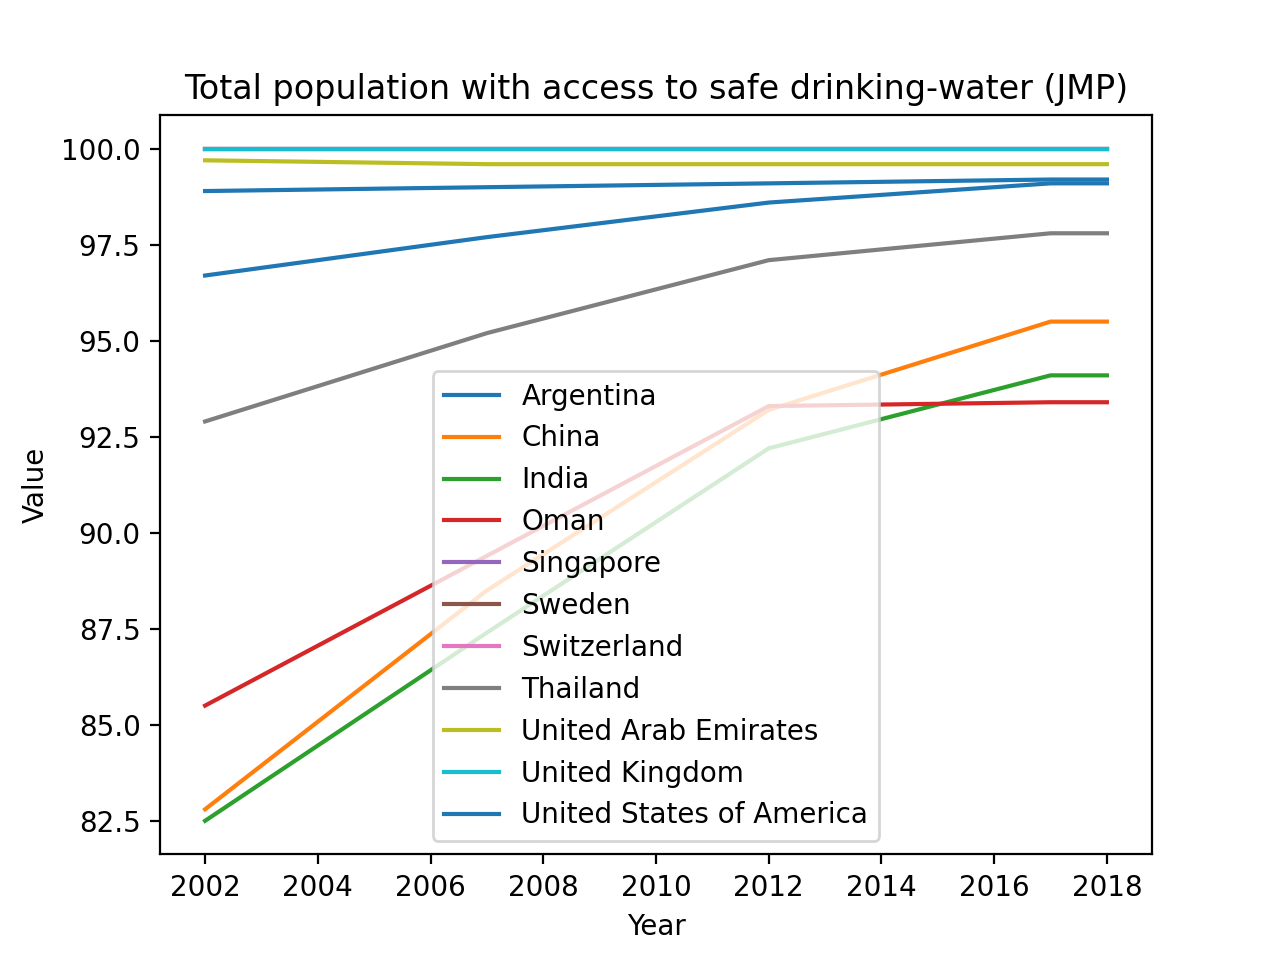 Total population with access to safe drinking-water (JMP)
100.0
97.5
95.0
92.5
90.0
87.5
85.0
82.5
Value
Argentina
China
India
Oman
Singapore
Sweden
Switzerland
Thailand
United Arab Emirates
United Kingdom
United States of America
2002 2004 2006 2008 2010 2012 2014 2016 2018
Year